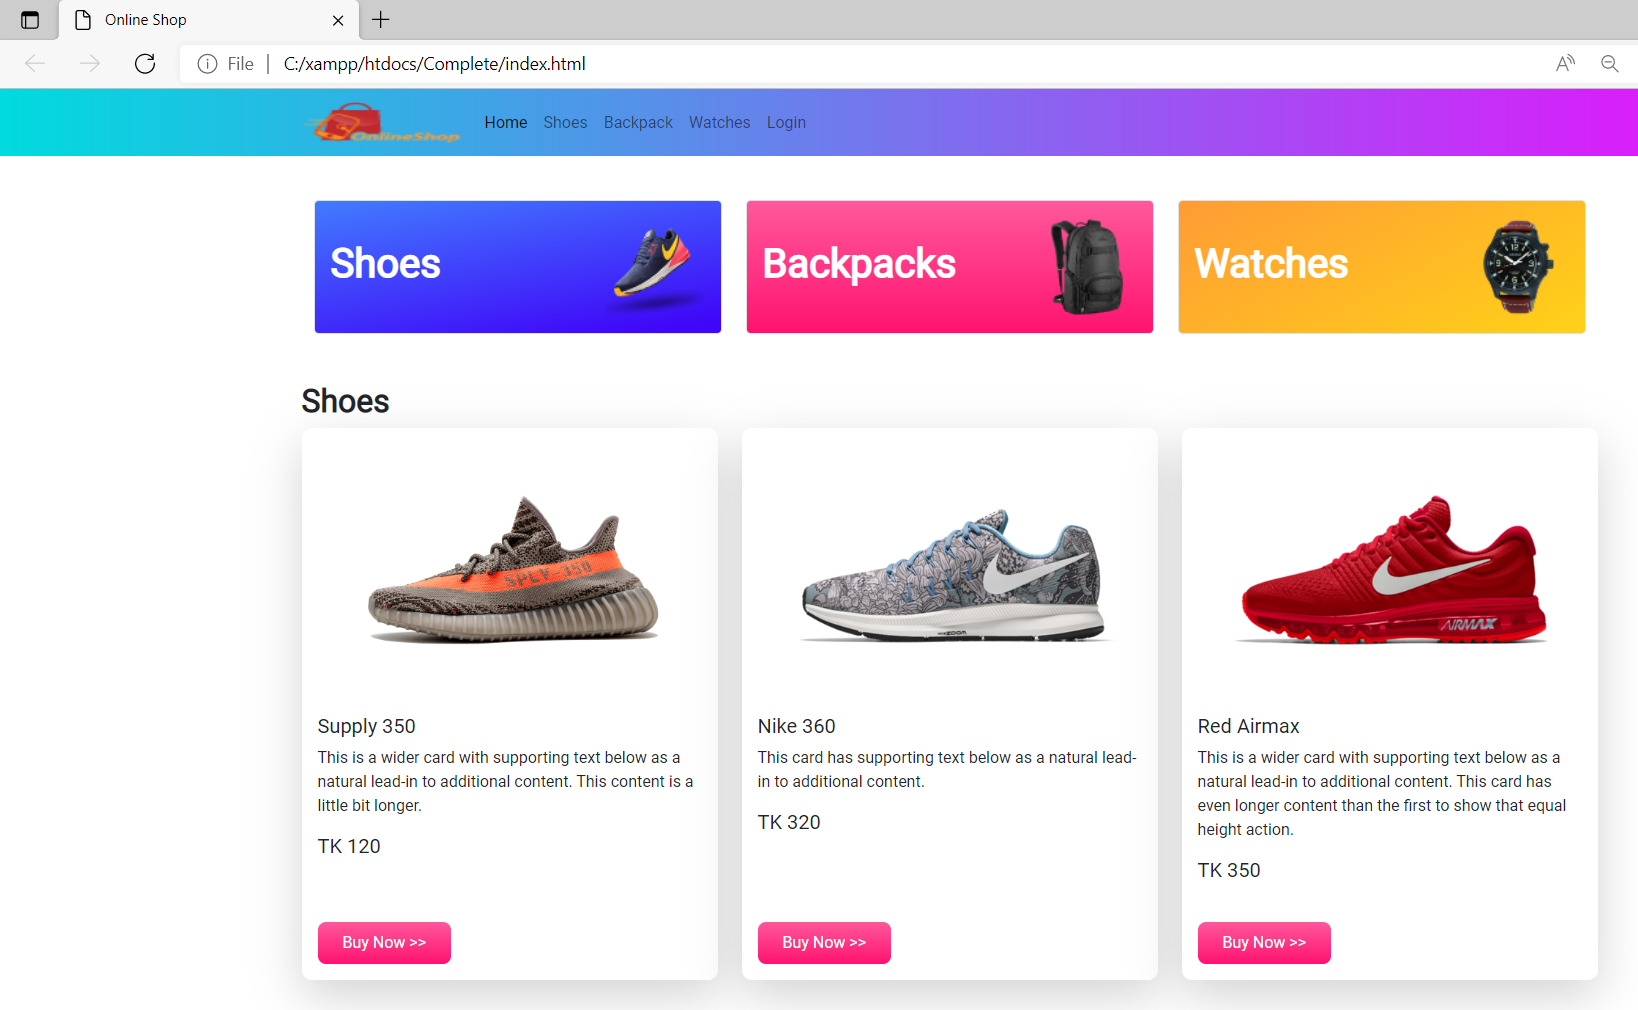 Online Shop
File
C:/xampp/htdocs/Complete/index.html
OnlineShop
Home Shoes Backpack Watches Login
Shoes
Backpacks
Watches
Shoes
SPLY 350
ZOOM
AIRMAX
Supply 350
This is a wider card with supporting text below as a
natural lead-in to additional content. This content is a
little bit longer.
TK 120
Buy Now >>
Nike 360
This card has supporting text below as a natural lead-
in to additional content.
TK 320
Buy Now >>
Red Airmax
This is a wider card with supporting text below as a
natural lead-in to additional content. This card has
even longer content than the first to show that equal
height action.
TK 350
Buy Now >>